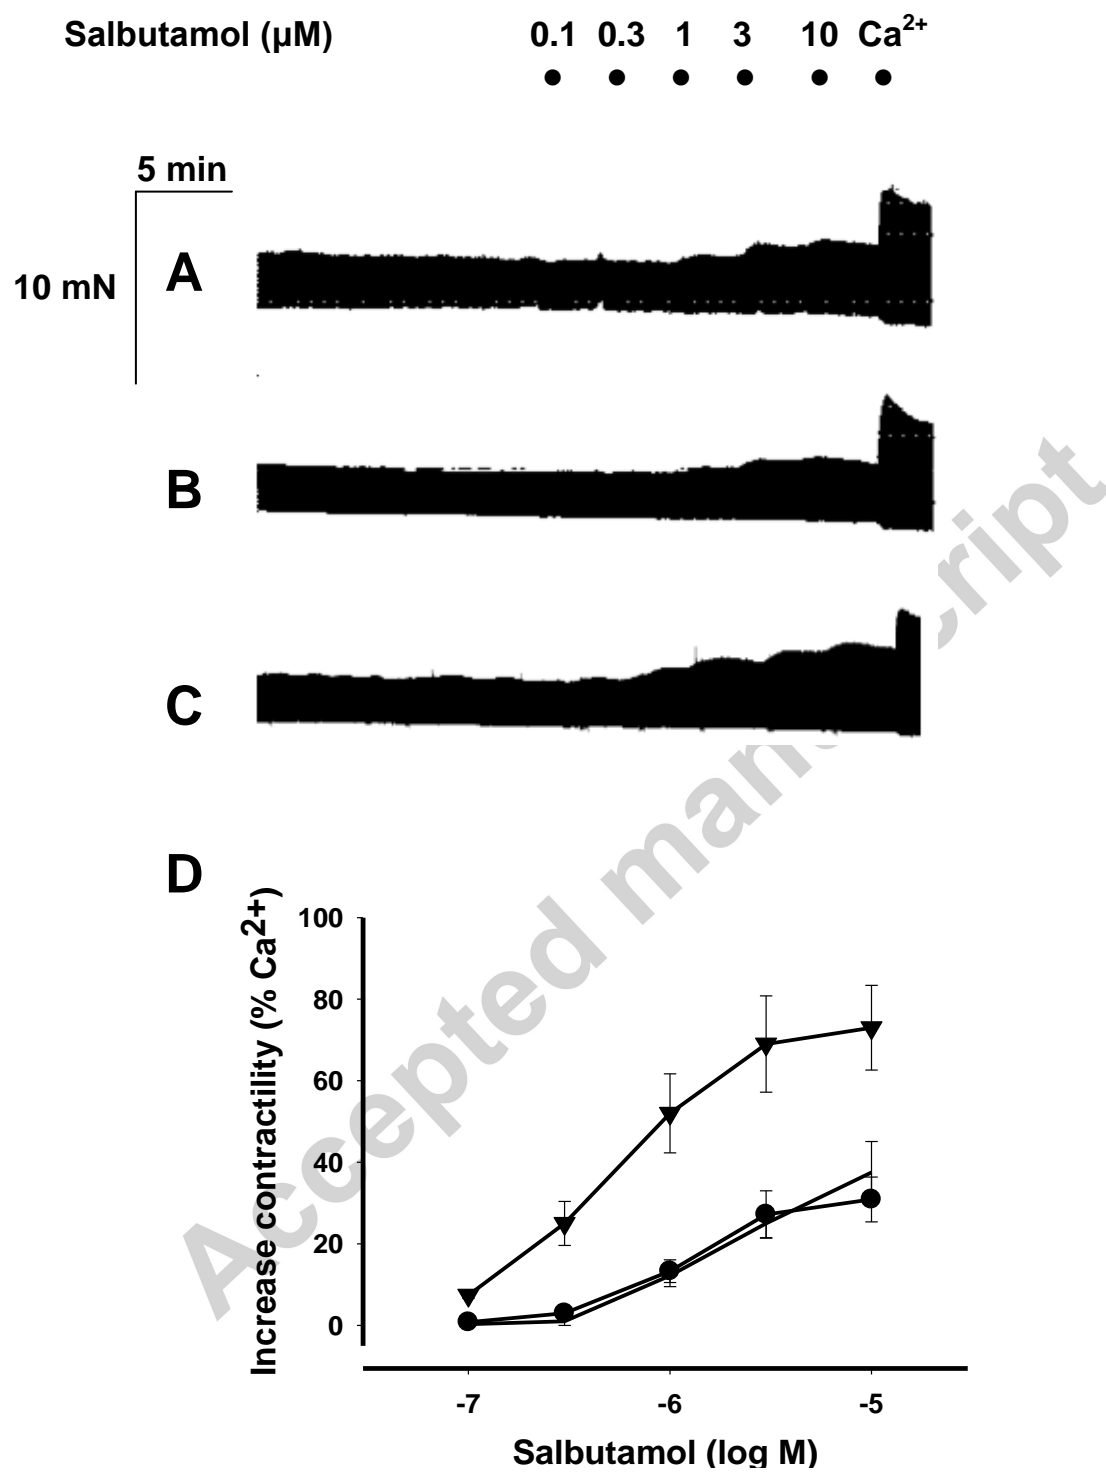 Salbutamol (µM) 0.1 0.3 1 3 10 Ca2+
5 min
10 mN
A
B
C
D
Increase contractility (% Ca2+)
100
80
60
40
20
0
-7 -6 -5
Salbutamol (log M)
Accepted manuscript